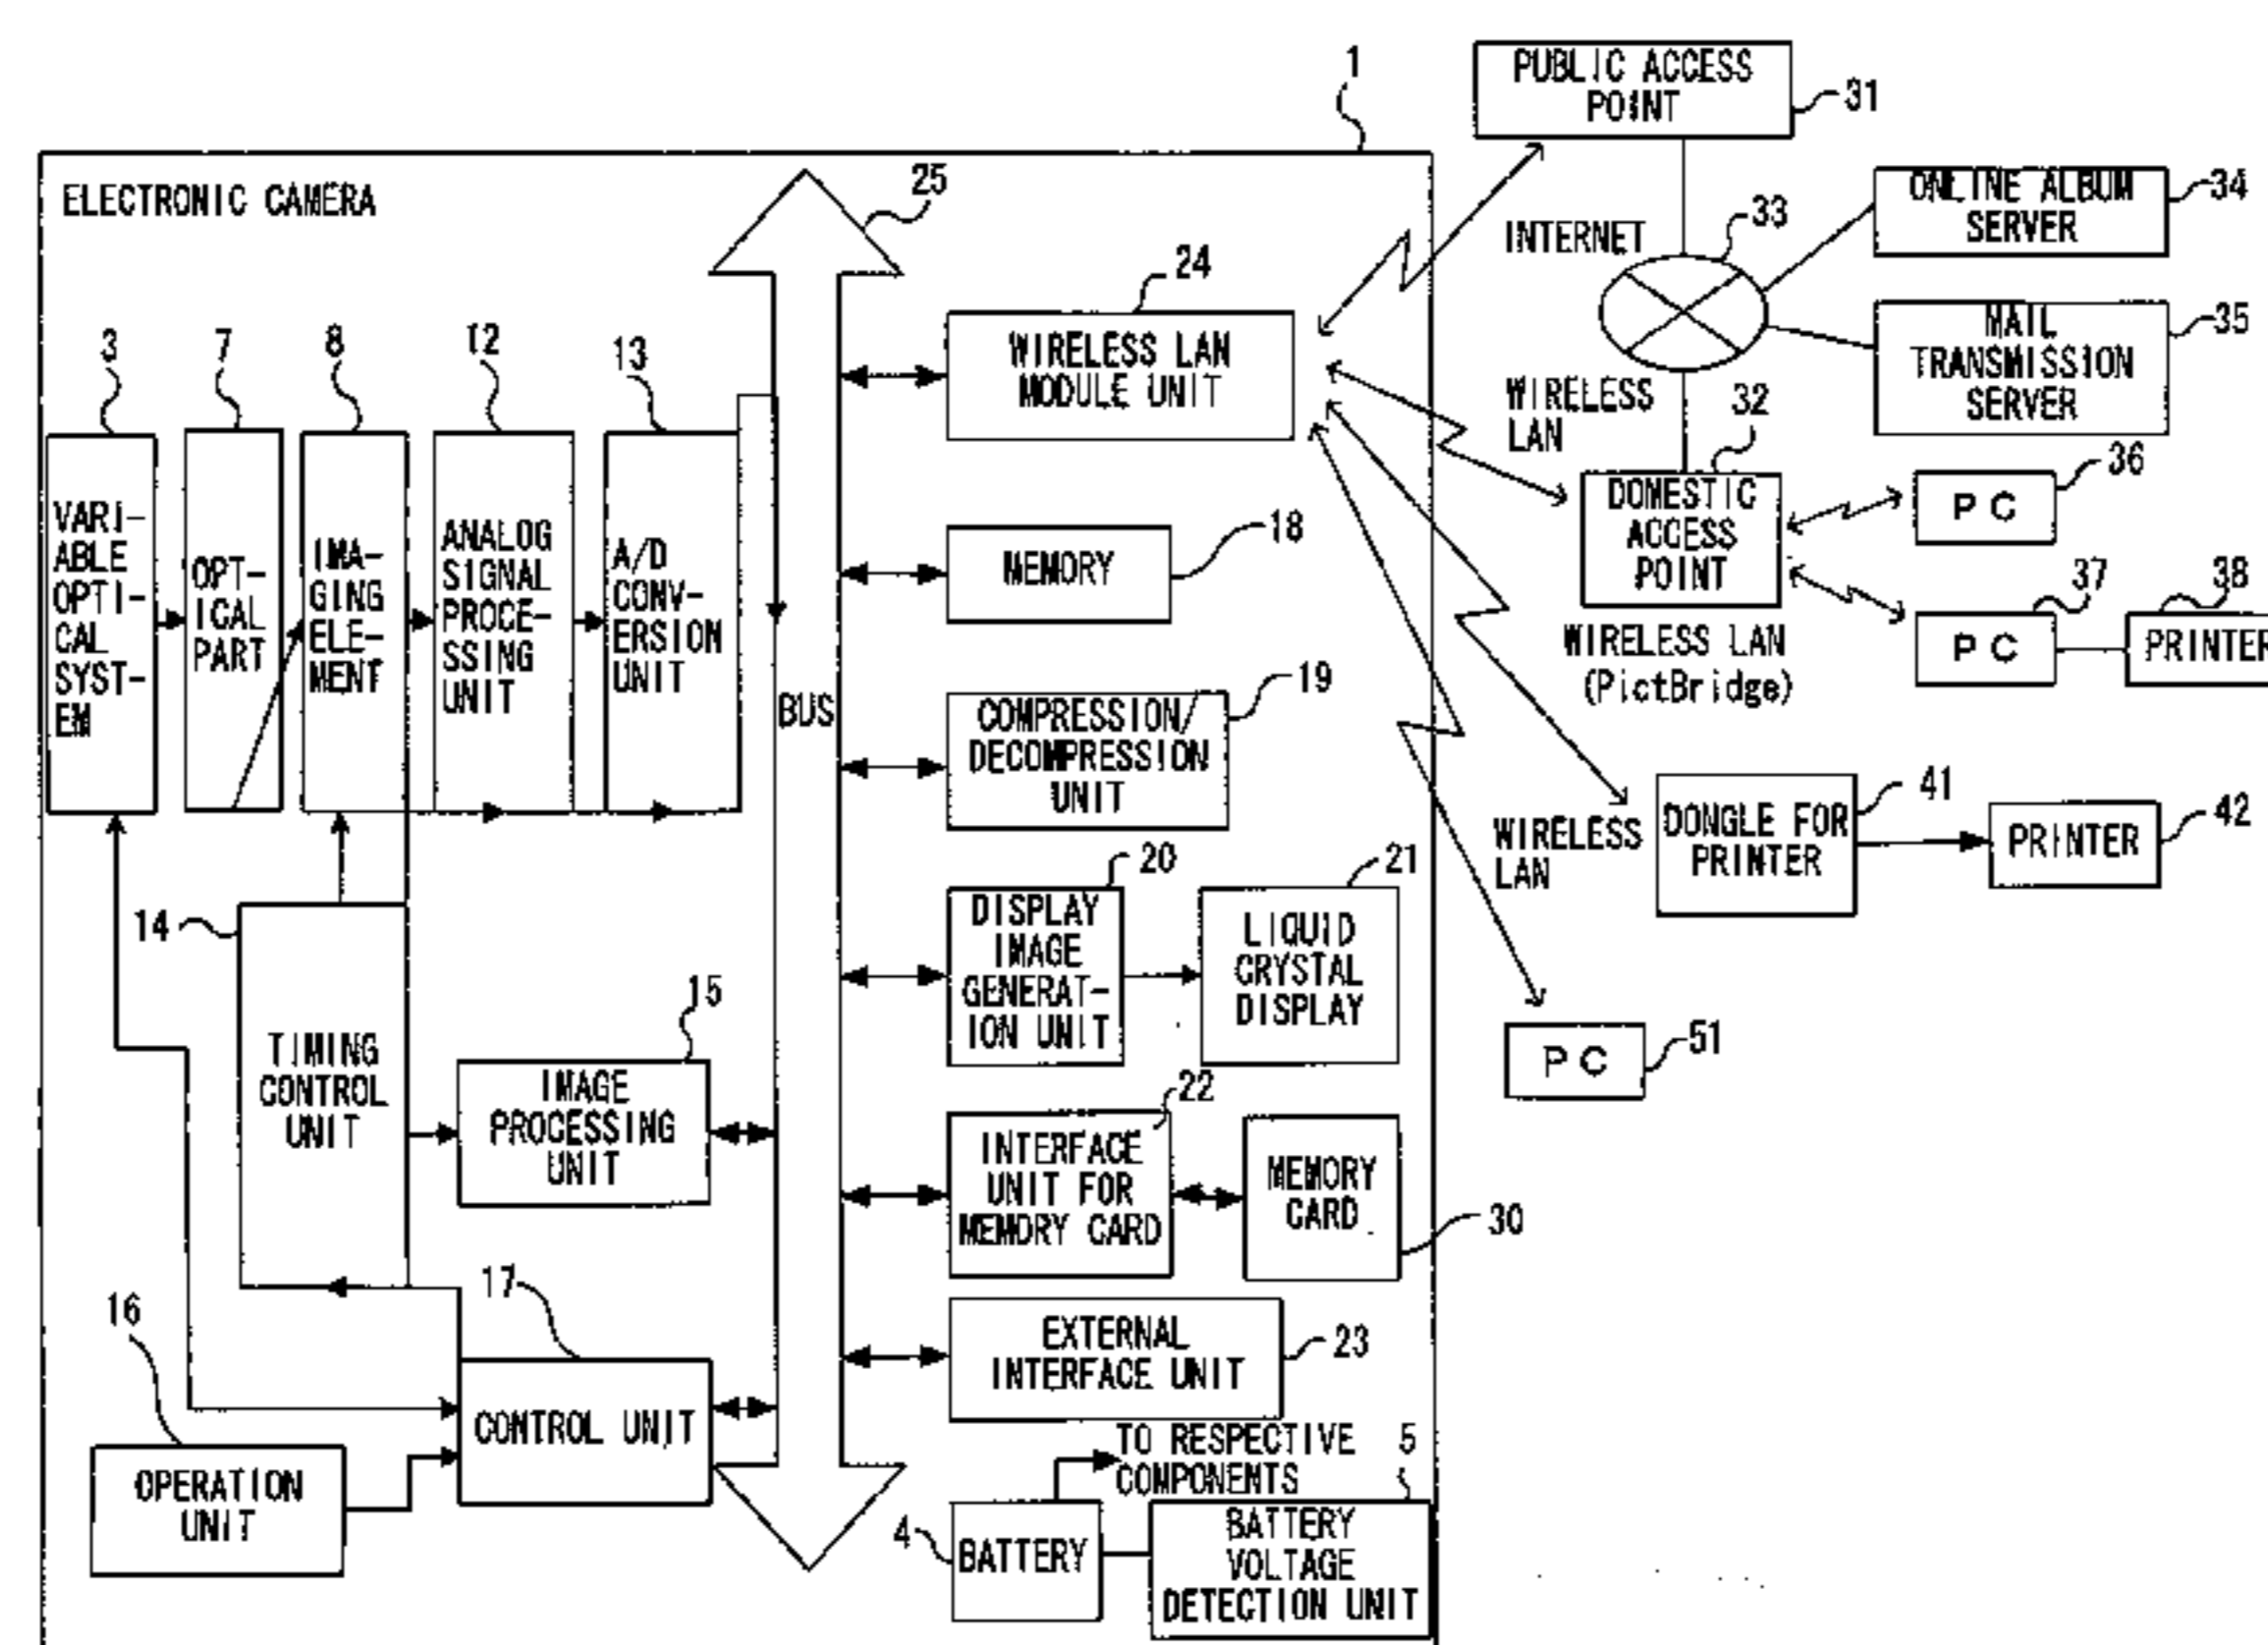 1
PUBLIC ACCESS
POINT
31
ELECTRONIC CAMERA
25
INTERNET
33
ONLINE ALBUM
SERVER
34
24
WIRELESS LAN
MODULE UNIT
MAIL
TRANSMISSION
SERVER
35
3
7
8
12
13
WIRELESS
LAN
32
VARI-
ABLE
OPTI-
CAL
SYST-
EM
OPT-
ICAL
PART
IMA-
GING
ELE-
MENT
ANALOG
SIGNAL
PROCE-
SSING
UNIT
A/D
CONV-
ERSION
UNIT
BUS
MEMORY
18
DOMESTIC
ACCESS
POINT
PC
36
PC
37
PRINTER
38
WIRELESS LAN
(PictBridge)
COMPRESSION/
DECOMPRESSION
UNIT
19
WIRELESS
LAN
DONGLE FOR
PRINTER
41
PRINTER
42
20
DISPLAY
IMAGE
GENERAT-
ION UNIT
21
LIQUID
CRYSTAL
DISPLAY
14
TIMING
CONTROL
UNIT
15
IMAGE
PROCESSING
UNIT
PC
51
22
INTERFACE
UNIT FOR
MEMORY CARD
MEMORY
CARD
30
16
OPERATION
UNIT
17
CONTROL UNIT
EXTERNAL
INTERFACE UNIT
23
TO RESPECTIVE
COMPONENTS
4
BATTERY
5
BATTERY
VOLTAGE
DETECTION UNIT